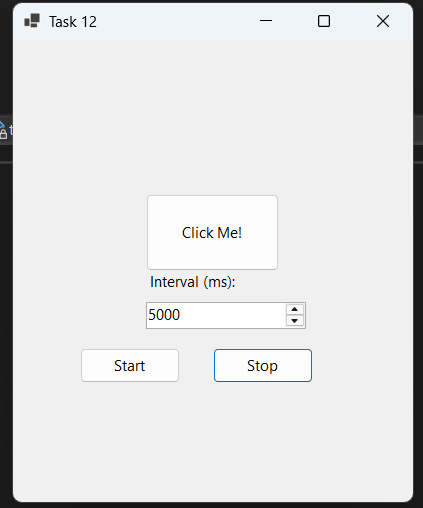 Task 12
Click Me!
Interval (ms):
5000
Start
Stop